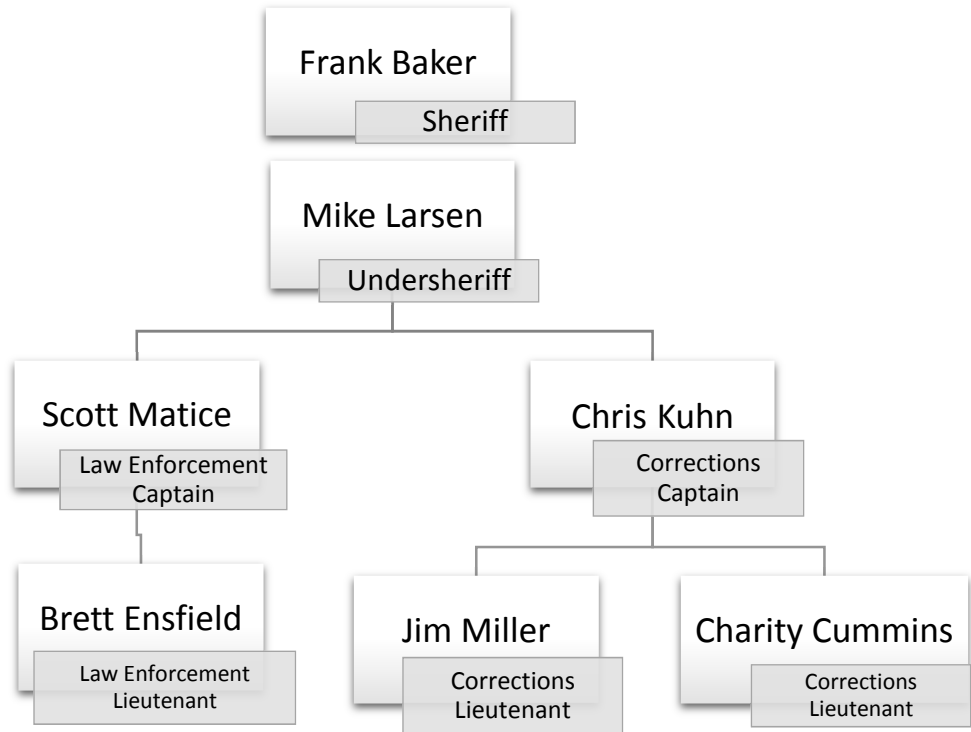 Frank Baker
Sheriff
Mike Larsen
Undersheriff
Scott Matice
Law Enforcement
Captain
Chris Kuhn
Corrections
Captain
Brett Ensfield
Law Enforcement
Lieutenant
Jim Miller
Corrections
Lieutenant
Charity Cummins
Corrections
Lieutenant